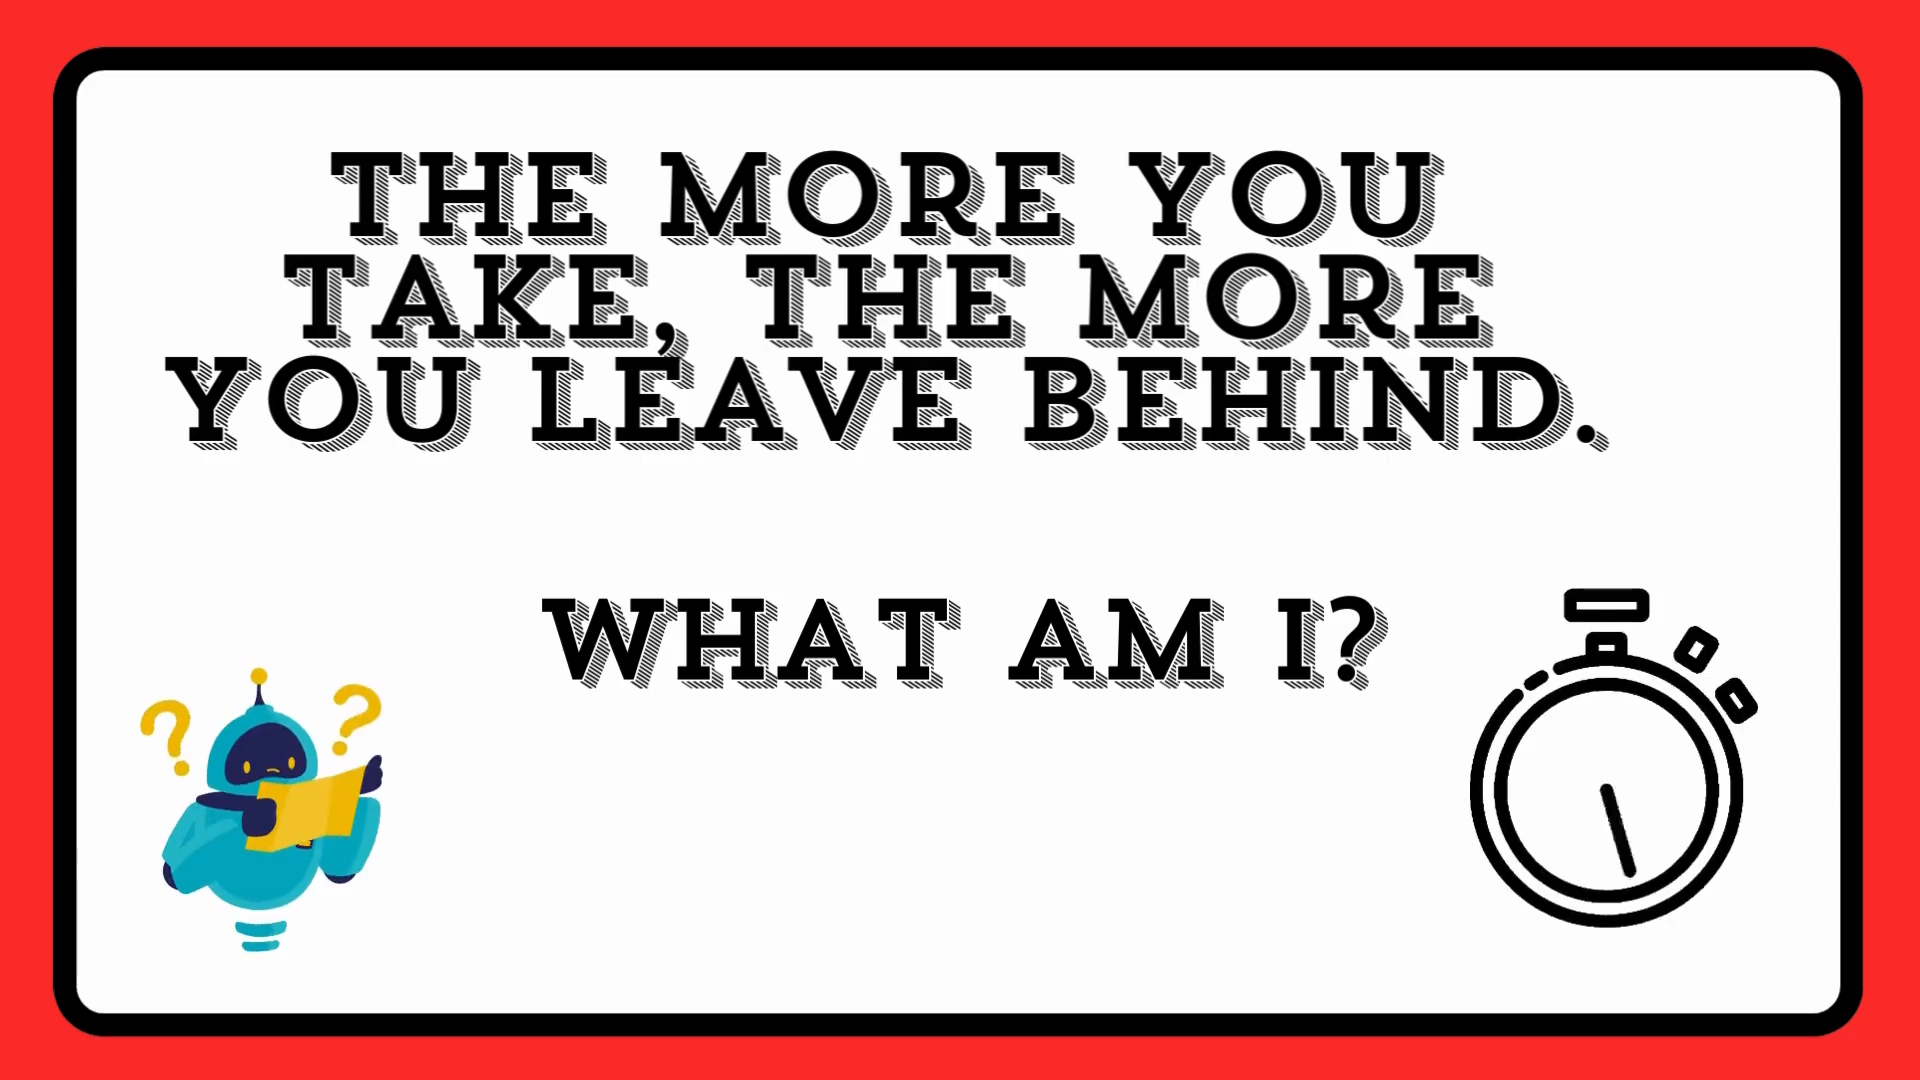 THE MORE YOU
TAKE, THE MORE
YOU LEAVE BEHIND.
WHAT AM I?
? ?